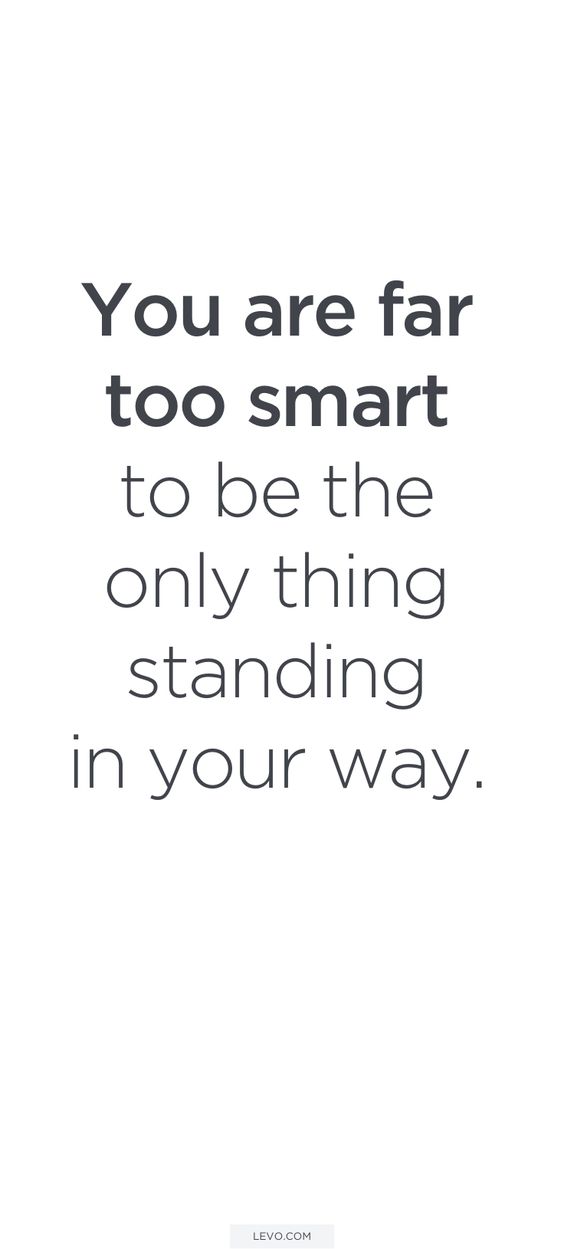 You are far
too smart
to be the
only thing
standing
in your way.
LEVO.COM